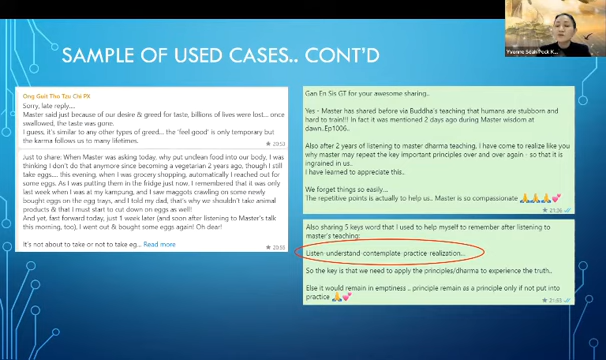 SAMPLE OF USED CASES.. CONT'D
Yvonne Seak Peck K...
Ong Guit Tho Tzu Chi PX
Sorry, late reply....
Master said just because of our desire & greed for taste, billions of lives were lost... once
swallowed, the taste was gone.
I guess, it's similar to any other types of greed... the 'feel good' is only temporary but
the karma follows us to many lifetimes.
20:53
Just to share: When Master was asking today, why put unclean food into our body, I was
thinking I don't do that anymore since becoming a vegetarian 2 years ago, though I still
take eggs..... this evening, when I was grocery shopping, automatically I reached out for
some eggs. As I was putting them in the fridge just now. I remembered that it was only
last week when I was at my kampung, and I saw maggots crawling on some newly
bought eggs on the egg trays, and I told my dad, that's why we shouldn't take animal
products & that I must start to cut down on eggs as well!
And yet, fast forward today, just 1 week later (and soon after listening to Master's talk
this morning, too), I went out & bought some eggs again! Oh dear!
It's not about to take or not to take eg... Read more
20:55
Gan En Sis GT for your awesome sharing..
Yes - Master has shared before via Buddha's teaching that humans are stubborn and
hard to train!!! In fact it was mentioned 2 days ago during Master wisdom at
dawn..Ep1006.
Also after 2 years of listening to master dharma teaching, I have come to realize like you
why master may repeat the key important principles over and over again - so that it is
ingrained in us.
I have learned to appreciate this..
We forget things so easily...
The repetitive points is actually to help us.. Master is so compassionate 🙏🙏🙏💕
21:26
Also sharing 5 keys word that I used to help myself to remember after listening to
master's teaching:
Listen understand contemplate practice realization...
So the key is that we need to apply the principles/dharma to experience the truth..
Else it would remain in emptiness .. principle remain as a principle only if not put into
practice 🙏💕
21:03